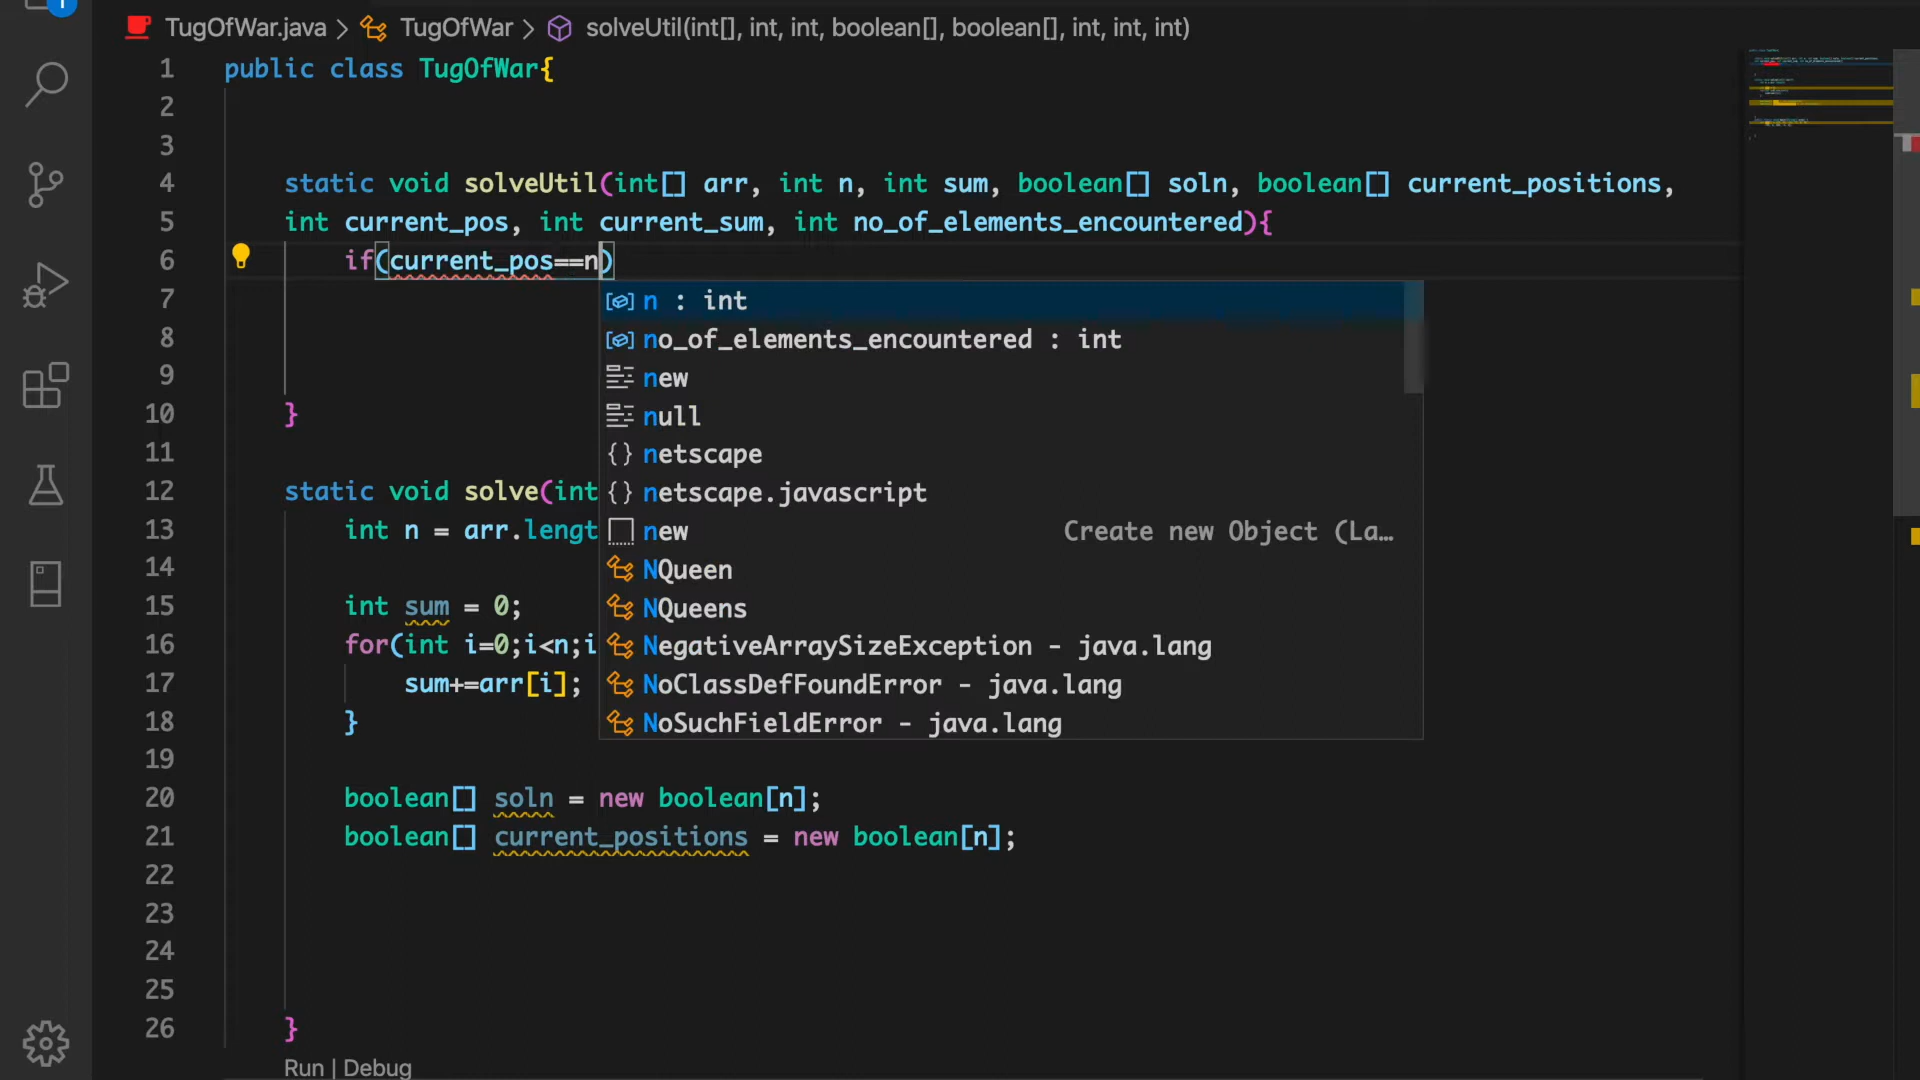 TugOfWar.java > TugOfWar > solveUtil(int[], int, int, boolean[], boolean[], int, int, int)
1 public class TugOfWar{
2
3
4 static void solveUtil(int[] arr, int n, int sum, boolean[] soln, boolean[] current_positions,
5 int current_pos, int current_sum, int no_of_elements_encountered){
6 if(current_pos==n)
7 n : int
8 no_of_elements_encountered : int
9 new
10 } null
11 netscape
12 static void solve(int {} netscape.javascript
13 int n = arr.lengt new Create new Object (La…
14 NQueen
15 int sum = 0; NQueens
16 for(int i=0;i<n;i NegativeArraySizeException - java.lang
17 sum+=arr[i]; NoClassDefFoundError - java.lang
18 } NoSuchFieldError - java.lang
19
20 boolean[] soln = new boolean[n];
21 boolean[] current_positions = new boolean[n];
22
23
24
25
26 }
Run | Debug